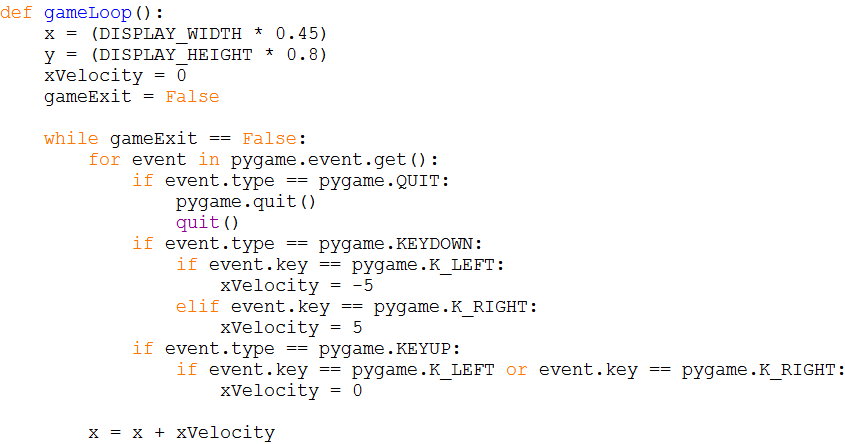 def gameLoop():
    x = (DISPLAY_WIDTH * 0.45)
    y = (DISPLAY_HEIGHT * 0.8)
    xVelocity = 0
    gameExit = False

    while gameExit == False:
        for event in pygame.event.get():
            if event.type == pygame.QUIT:
                pygame.quit()
                quit()
            if event.type == pygame.KEYDOWN:
                if event.key == pygame.K_LEFT:
                    xVelocity = -5
                elif event.key == pygame.K_RIGHT:
                    xVelocity = 5
            if event.type == pygame.KEYUP:
                if event.key == pygame.K_LEFT or event.key == pygame.K_RIGHT:
                    xVelocity = 0

        x = x + xVelocity